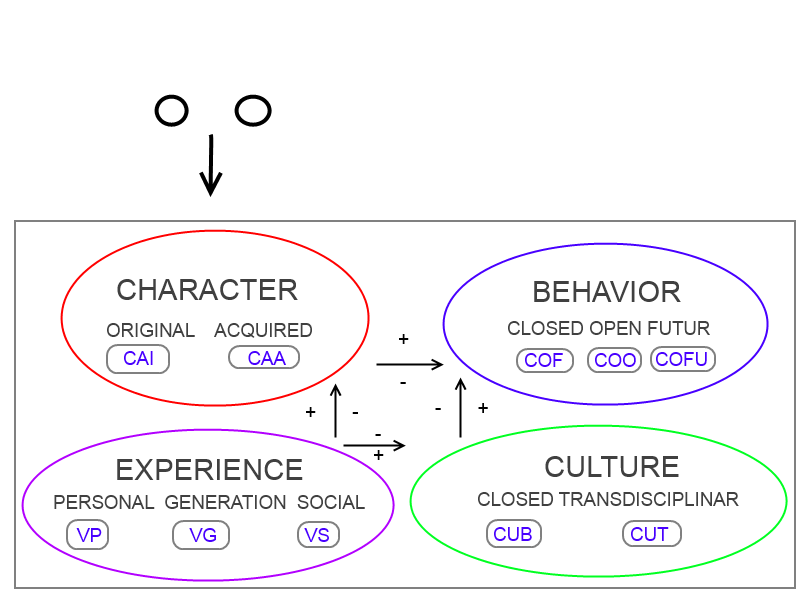 CHARACTER
ORIGINAL ACQUIRED
CAI CAA
BEHAVIOR
CLOSED OPEN FUTUR
COF COO COFU
+
-
+ -
- +
-
+
EXPERIENCE
PERSONAL GENERATION SOCIAL
VP VG VS
CULTURE
CLOSED TRANSDISCIPLINAR
CUB CUT